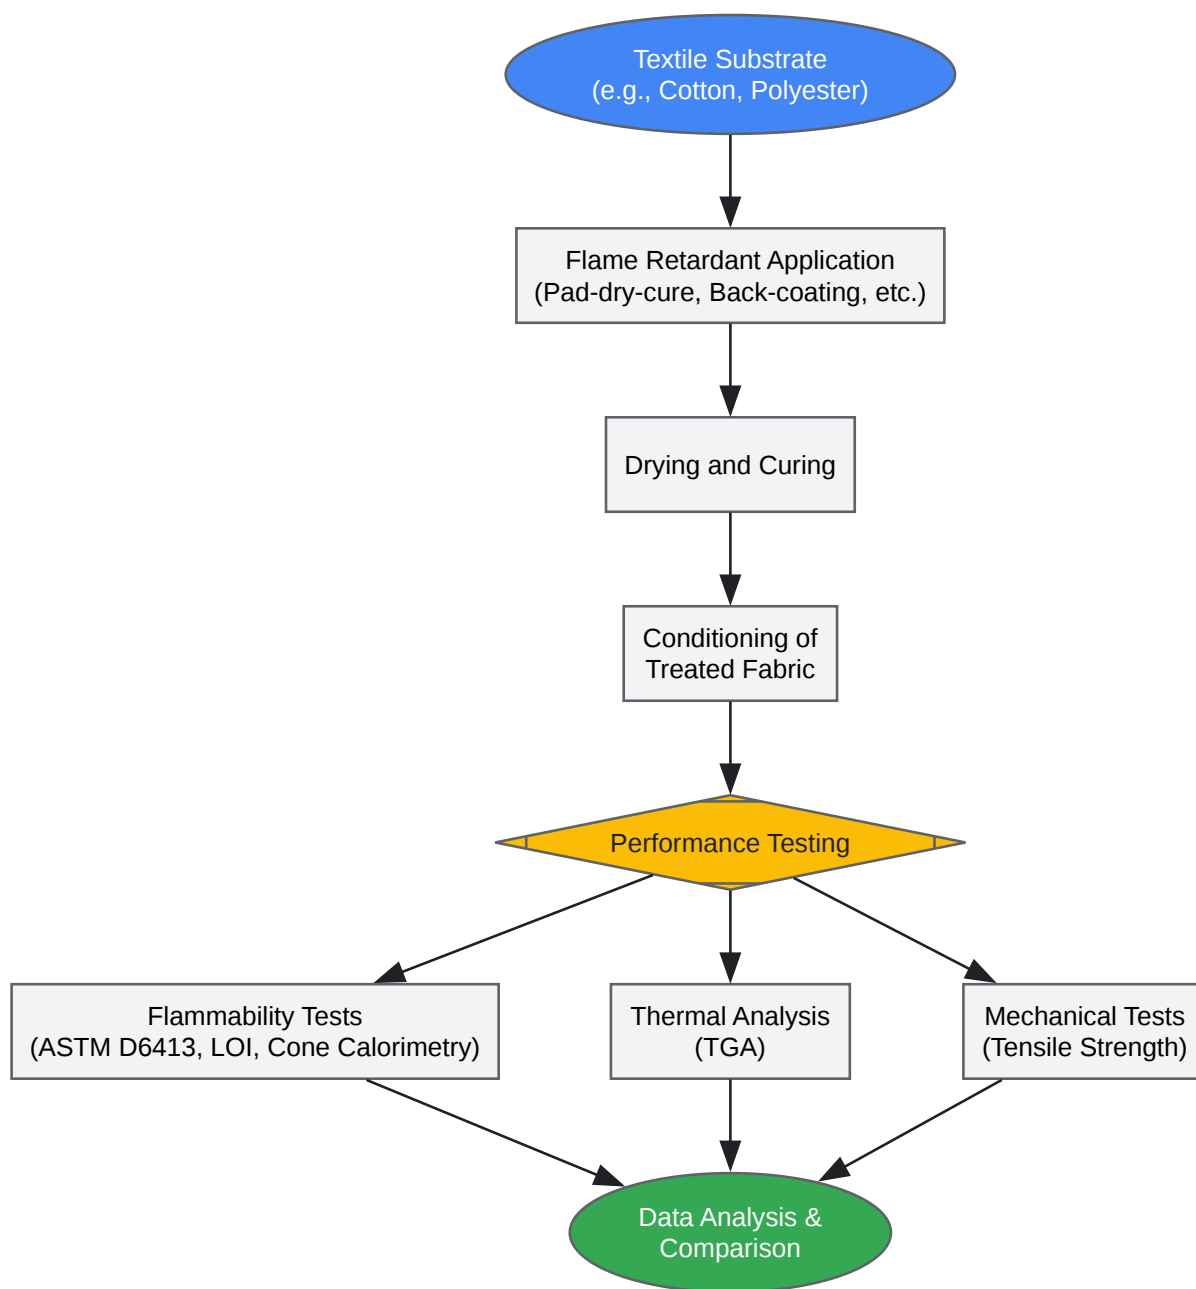 Textile Substrate
(e.g., Cotton, Polyester)
Flame Retardant Application
(Pad-dry-cure, Back-coating, etc.)
Drying and Curing
Conditioning of
Treated Fabric
Performance Testing
Flammability Tests
(ASTM D6413, LOI, Cone Calorimetry)
Thermal Analysis
(TGA)
Mechanical Tests
(Tensile Strength)
Data Analysis &
Comparison